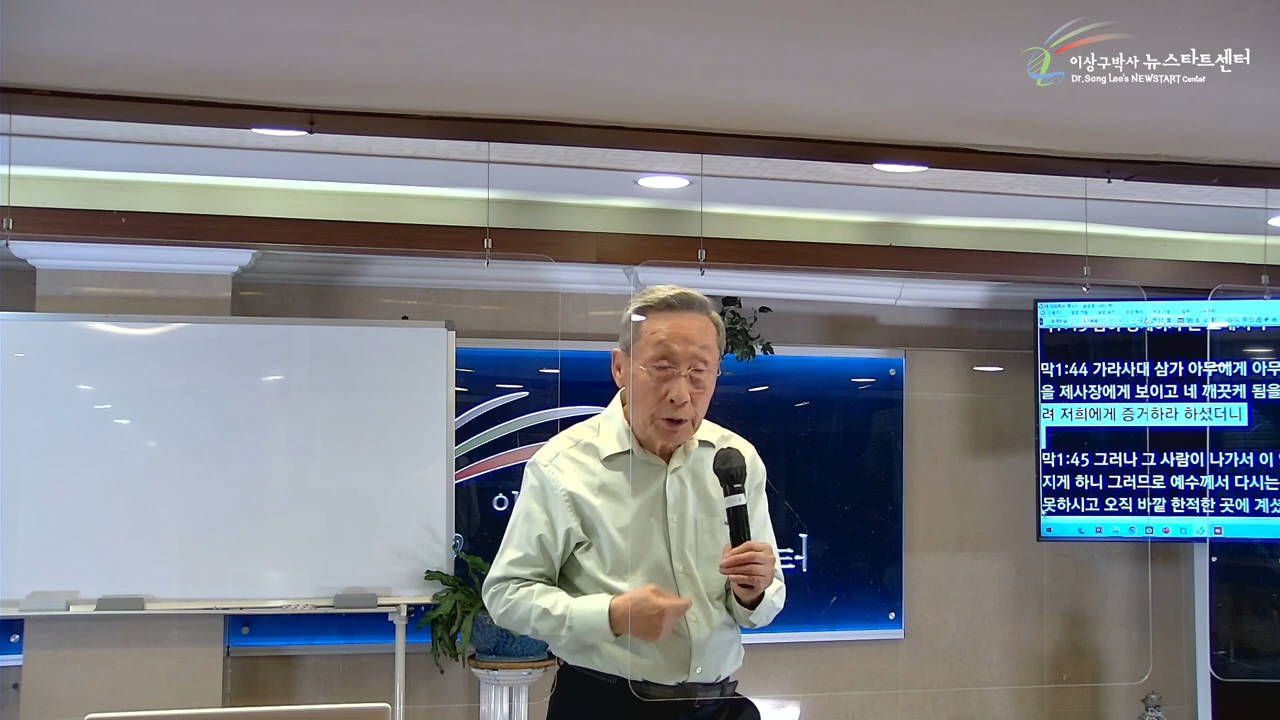 이상구박사 뉴스타트센터
Dr. Sang Lee's NEWSTART Center
막1:44 가라사대 삼가 아무에게 아무
을 제사장에게 보이고 네 깨끗케 됨을
려 저희에게 증거하라 하셨더니
막1:45 그러나 그 사람이 나가서 이
지게 하니 그러므로 예수께서 다시는
못하시고 오직 바깥 한적한 곳에 계셨